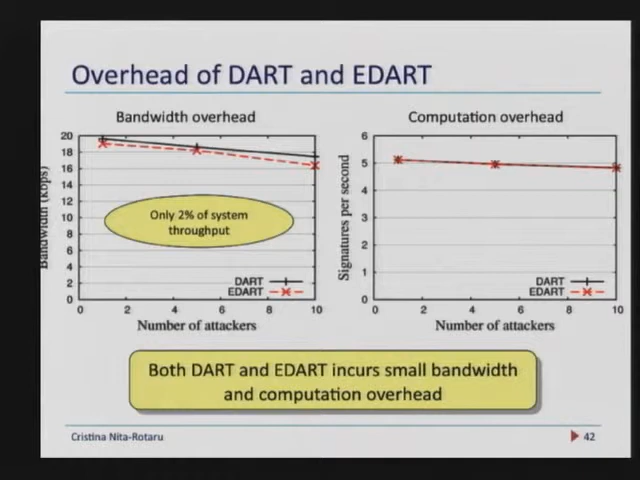 Overhead of DART and EDART
Bandwidth overhead
Computation overhead
20
18
16
14
12
10
8
6
4
2
0
Bandwidth (kbps)
Only 2% of system
throughput
DART
EDART
0 2 4 6 8 10
Number of attackers
6
5
4
3
2
1
0
Signatures per second
DART
EDART
0 2 4 6 8 10
Number of attackers
Both DART and EDART incurs small bandwidth
and computation overhead
Cristina Nita-Rotaru
42